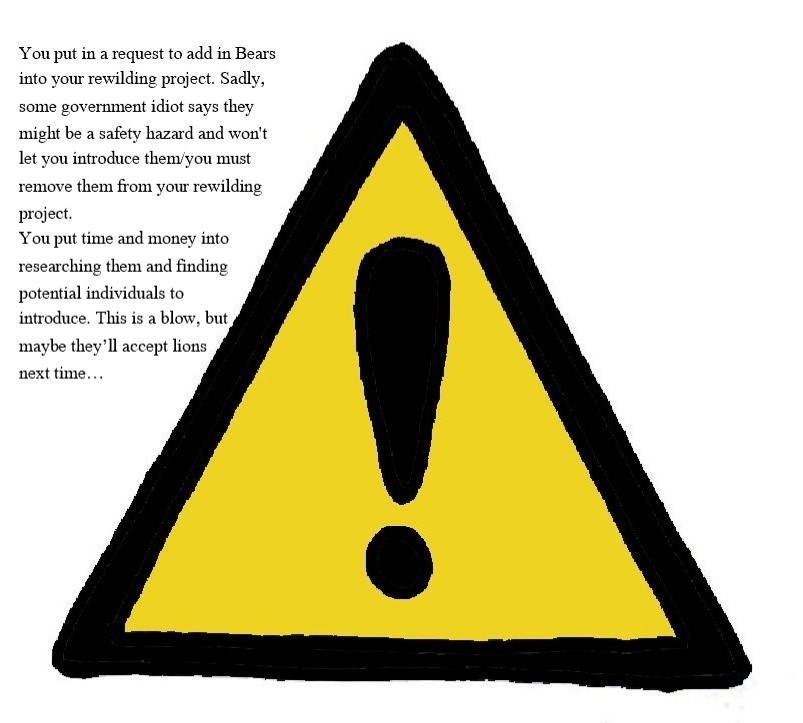 You put in a request to add in Bears
into your rewilding project. Sadly,
some government idiot says they
might be a safety hazard and won't
let you introduce them/you must
remove them from your rewilding
project.
You put time and money into
researching them and finding
potential individuals to
introduce. This is a blow, but
maybe they’ll accept lions
next time…